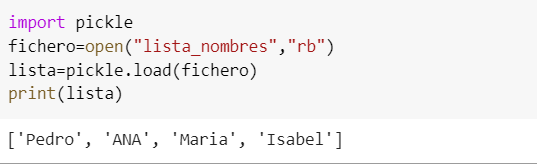 import pickle
fichero=open("lista_nombres","rb")
lista=pickle.load(fichero)
print(lista)
['Pedro', 'ANA', 'Maria', 'Isabel']